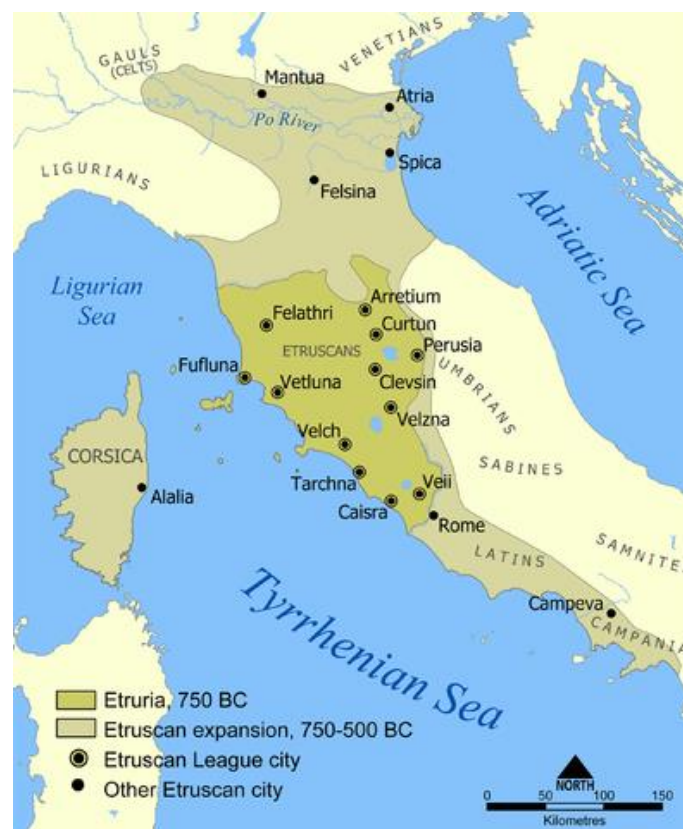 GAULS
(CELTS)
VENETIANS
Mantua
Atria
Po River
Spica
LIGURIANS
Felsina
Adriatic Sea
Ligurian
Sea
Arretium
Felathri
Curtun
ETRUSCANS
Perusia
Fufluna
Clevsin
Vetluna
UMBRIANS
Velzna
Velch
CORSICA
SABINES
Tarchna
Veii
Alalia
Caisra
Rome
LATINS
SAMNITE
Campeva
CAMPANIA
Tyrrhenian Sea
Etruria, 750 BC
Etruscan expansion, 750-500 BC
Etruscan League city
Other Etruscan city
NORTH
0 50 100 150
Kilometres